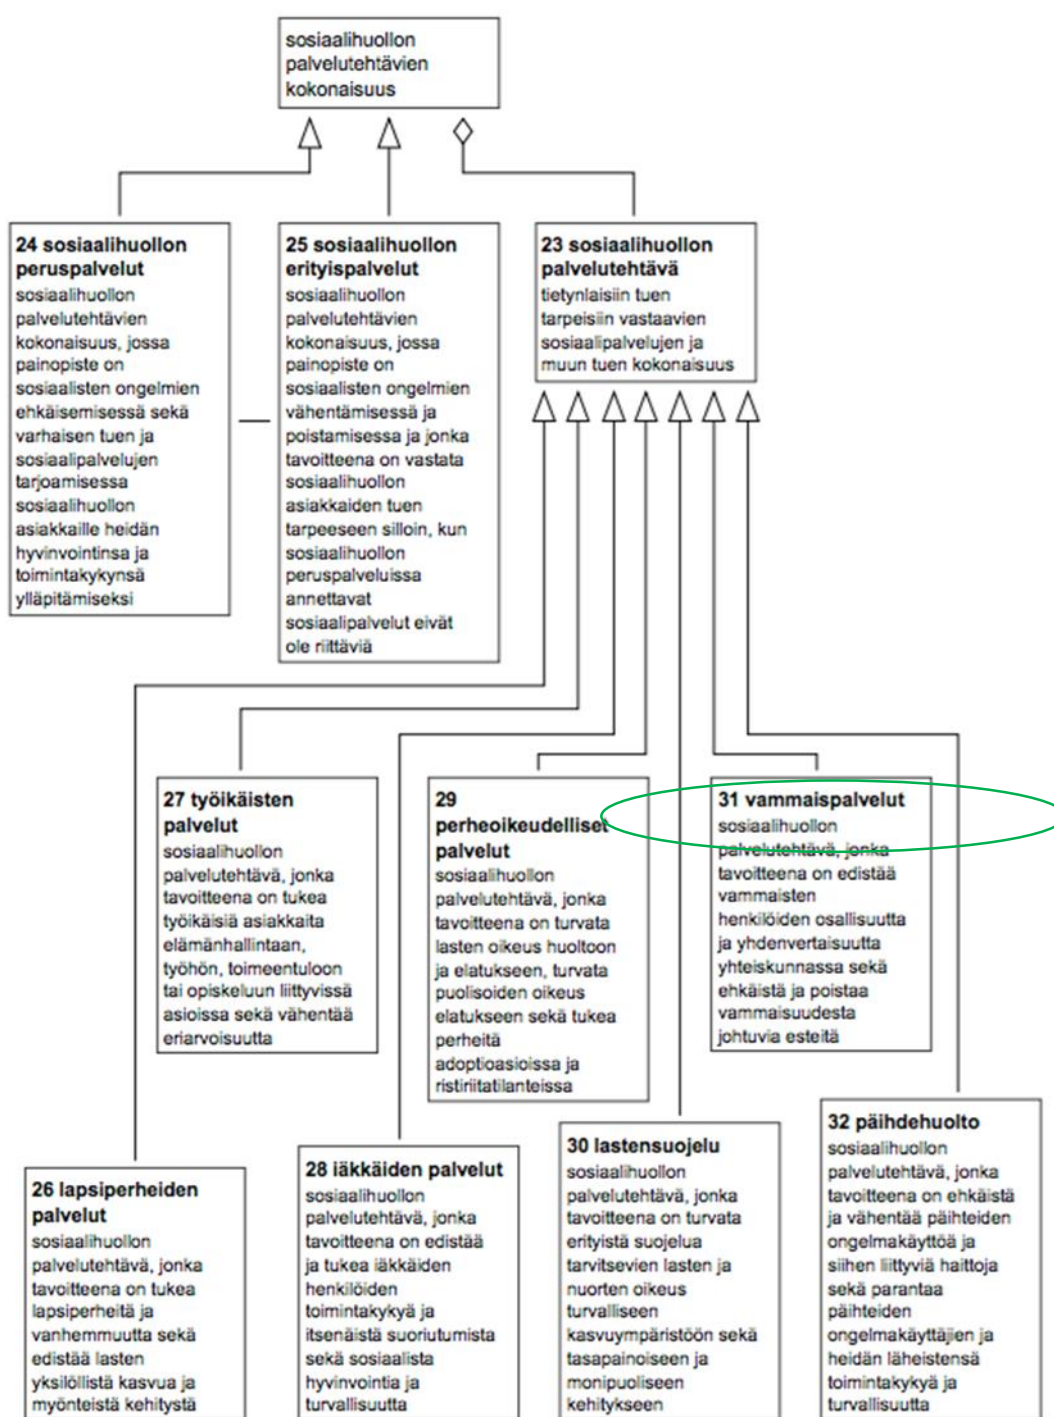 sosiaalihuollon
palvelutehtävien
kokonaisuus
24 sosiaalihuollon
peruspalvelut
sosiaalihuollon
palvelutehtävien
kokonaisuus, jossa
painopiste on
sosiaalisten ongelmien
ehkäisemisessä sekä
varhaisen tuen ja
sosiaalipalvelujen
tarjoamisessa
sosiaalihuollon
asiakkaille heidän
hyvinvointinsa ja
toimintakykynsä
ylläpitämiseksi
25 sosiaalihuollon
erityispalvelut
sosiaalihuollon
palvelutehtävien
kokonaisuus, jossa
painopiste on
sosiaalisten ongelmien
vähentämisessä ja
poistamisessa ja jonka
tavoitteena on vastata
sosiaalihuollon
asiakkaiden tuen
tarpeeseen silloin, kun
sosiaalihuollon
peruspalveluissa
annettavat
sosiaalipalvelut eivät
ole riittäviä
23 sosiaalihuollon
palvelutehtävä
tietynlaisiin tuen
tarpeisiin vastaavien
sosiaalipalvelujen ja
muun tuen kokonaisuus
27 työikäisten
palvelut
sosiaalihuollon
palvelutehtävä, jonka
tavoitteena on tukea
työikäisiä asiakkaita
elämänhallintaan,
työhön, toimeentuloon
tai opiskeluun liittyvissä
asioissa sekä vähentää
eriarvoisuutta
29
perheoikeudelliset
palvelut
sosiaalihuollon
palvelutehtävä, jonka
tavoitteena on turvata
lasten oikeus huoltoon
ja elatukseen, turvata
puolisoiden oikeus
elatukseen sekä tukea
perheitä
adoptioasioissa ja
ristiriitatilanteissa
31 vammaispalvelut
sosiaalihuollon
palvelutehtävä, jonka
tavoitteena on edistää
vammaisten
henkilöiden osallisuutta
ja yhdenvertaisuutta
yhteiskunnassa sekä
ehkäistä ja poistaa
vammaisuudesta
johtuvia esteitä
26 lapsiperheiden
palvelut
sosiaalihuollon
palvelutehtävä, jonka
tavoitteena on tukea
lapsiperheitä ja
vanhemmuutta sekä
edistää lasten
yksilöllistä kasvua ja
myönteistä kehitystä
28 iäkkäiden palvelut
sosiaalihuollon
palvelutehtävä, jonka
tavoitteena on edistää
ja tukea iäkkäiden
henkilöiden
toimintakykyä ja
itsenäistä suoriutumista
sekä sosiaalista
hyvinvointia ja
turvallisuutta
30 lastensuojelu
sosiaalihuollon
palvelutehtävä, jonka
tavoitteena on turvata
erityistä suojelua
tarvitsevien lasten ja
nuorten oikeus
turvalliseen
kasvuympäristöön sekä
tasapainoiseen ja
monipuoliseen
kehitykseen
32 päihdehuolto
sosiaalihuollon
palvelutehtävä, jonka
tavoitteena on ehkäistä
ja vähentää päihteiden
ongelmakäyttöä ja
siihen liittyviä haittoja
sekä parantaa
päihteiden
ongelmakäyttäjien ja
heidän läheistensä
toimintakykyä ja
turvallisuutta